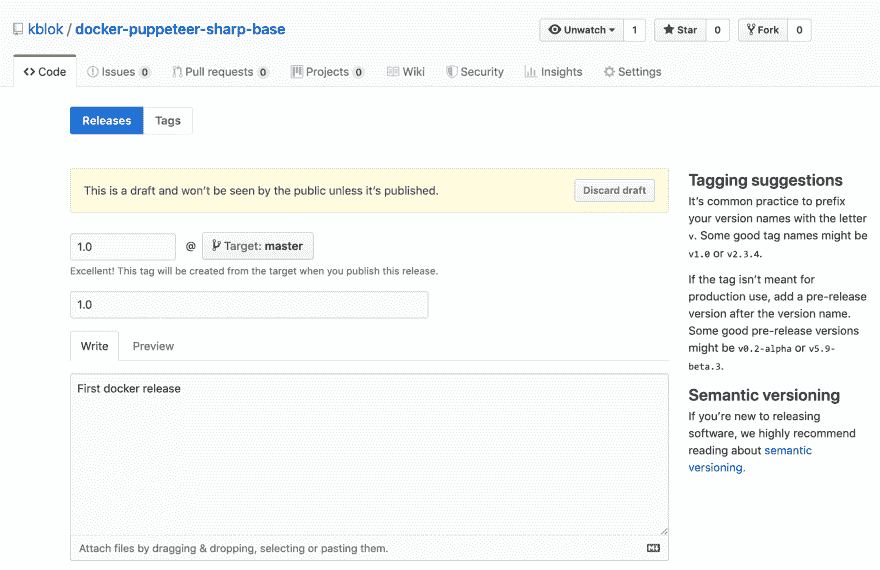 kblok / docker-puppeteer-sharp-base
Unwatch 1 Star 0 Fork 0
Code Issues 0 Pull requests 0 Projects 0 Wiki Security Insights Settings
Releases Tags
This is a draft and won't be seen by the public unless it's published. Discard draft
1.0 @ Target: master
Excellent! This tag will be created from the target when you publish this release.
1.0
Write Preview
First docker release
Attach files by dragging & dropping, selecting or pasting them.
Tagging suggestions
It's common practice to prefix
your version names with the letter
v. Some good tag names might be
v1.0 or v2.3.4.
If the tag isn't meant for
production use, add a pre-release
version after the version name.
Some good pre-release versions
might be v0.2-alpha or v5.9-
beta.3.
Semantic versioning
If you're new to releasing
software, we highly recommend
reading about semantic
versioning.